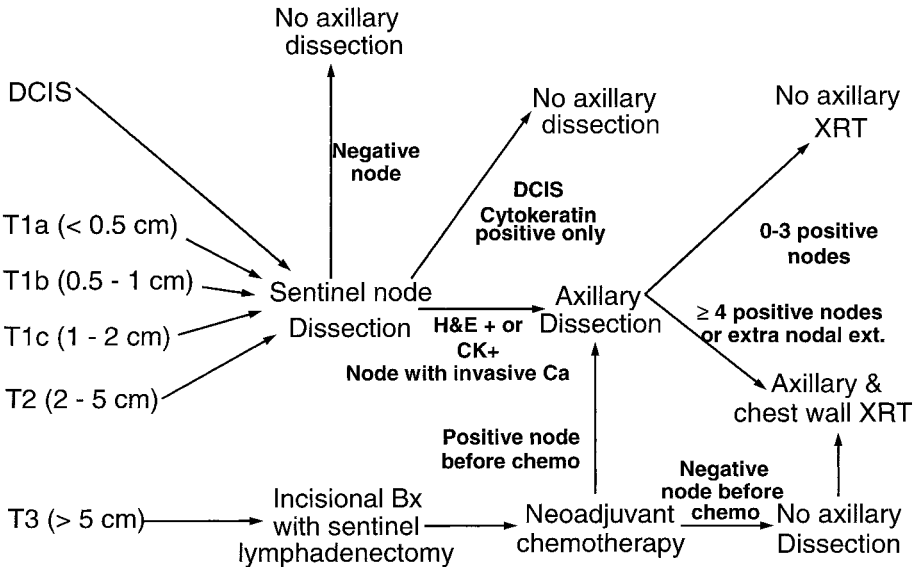 No axillary
dissection
DCIS
No axillary
dissection
No axillary
XRT
Negative
node
DCIS
Cytokeratin
positive only
T1a (< 0.5 cm)
0-3 positive
nodes
T1b (0.5 - 1 cm)
Sentinel node
Dissection
Axillary
Dissection
≥ 4 positive nodes
or extra nodal ext.
T1c (1 - 2 cm)
H&E + or
CK+
Node with invasive Ca
T2 (2 - 5 cm)
Axillary &
chest wall XRT
Positive node
before chemo
Negative
node before
chemo
T3 (> 5 cm)
Incisional Bx
with sentinel
lymphadenectomy
Neoadjuvant
chemotherapy
No axillary
Dissection